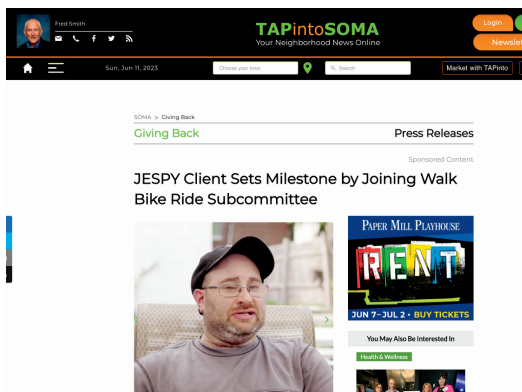 Fred Smith
TAPintoSOMA
Your Neighborhood News Online
Login
Newslet
Sun, Jun 11, 2023
Choose your town
Search
Market with TAPinto
SOMA > Giving Back
Giving Back
Press Releases
Sponsored Content
JESPY Client Sets Milestone by Joining Walk
Bike Ride Subcommittee
PAPER MILL PLAYHOUSE
RENT
JUN 7–JUL 2 • BUY TICKETS
You May Also Be Interested In
Health & Wellness